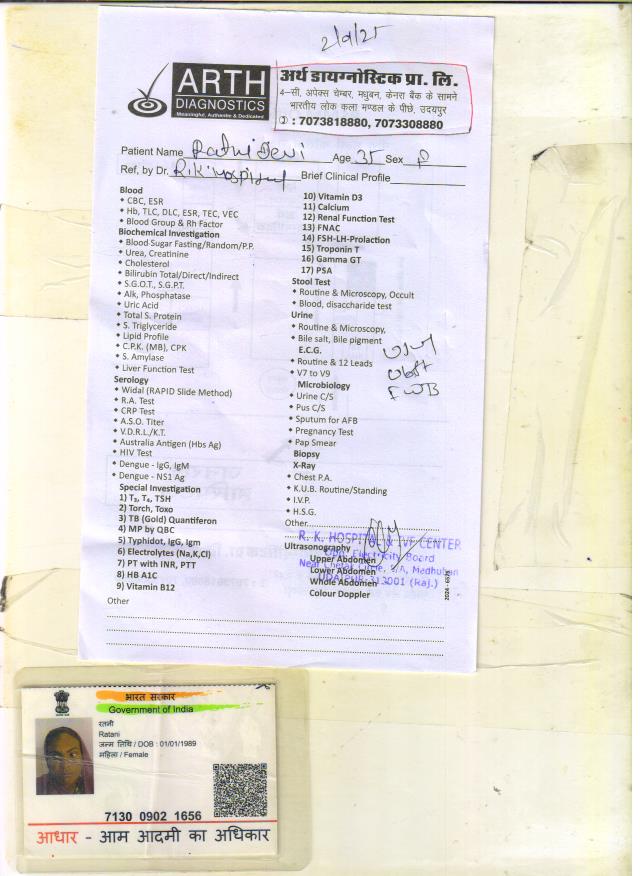 2/9/25
ARTH
DIAGNOSTICS
Meaningful, Authentic & Dedicated
अर्थ डायग्नोस्टिक प्रा. लि.
4–सी, अपेक्स चेम्बर, मधुबन, केनरा बैंक के सामने
भारतीय लोक कला मण्डल के पीछे, उदयपुर
: 7073818880, 7073308880
Patient Name Devi Age 35 Sex F
Ref, by Dr. R.K. Hospital Brief Clinical Profile
Blood
CBC, ESR
Hb, TLC, DLC, ESR, TEC, VEC
Blood Group & Rh Factor
Biochemical Investigation
Blood Sugar Fasting/Random/P.P.
Urea, Creatinine
Cholesterol
Bilirubin Total/Direct/Indirect
S.G.O.T., S.G.P.T.
Alk, Phosphatase
Uric Acid
Total S. Protein
S. Triglyceride
Lipid Profile
C.P.K. (MB), CPK
S. Amylase
Liver Function Test
Serology
Widal (RAPID Slide Method)
R.A. Test
CRP Test
A.S.O. Titer
V.D.R.L./K.T.
Australia Antigen (Hbs Ag)
HIV Test
Dengue - IgG, IgM
Dengue - NS1 Ag
Special Investigation
1) T₃, T₄, TSH
2) Torch, Toxo
3) TB (Gold) Quantiferon
4) MP by QBC
5) Typhidot, IgG, Igm
6) Electrolytes (Na,K,Cl)
7) PT with INR, PTT
8) HB A1C
9) Vitamin B12
10) Vitamin D3
11) Calcium
12) Renal Function Test
13) FNAC
14) FSH-LH-Prolaction
15) Troponin T
16) Gamma GT
17) PSA
Stool Test
Routine & Microscopy, Occult
Blood, disaccharide test
Urine
Routine & Microscopy,
Bile salt, Bile pigment
E.C.G.
Routine & 12 Leads
V7 to V9
FWB
Microbiology
Urine C/S
Pus C/S
Sputum for AFB
Pregnancy Test
Pap Smear
Biopsy
X-Ray
Chest P.A.
K.U.B. Routine/Standing
I.V.P.
H.S.G.
Other
R. K. HOSPITAL & IVF CENTER
Opp. Electricity Board
Madhuban
UDAIPUR-313001 (Raj.)
Ultrasonography
Upper Abdomen
Lower Abdomen
Whole Abdomen
Colour Doppler
Other
भारत सरकार
Government of India
रतनी
Ratani
जन्म तिथि / DOB : 01/01/1989
महिला / Female
7130 0902 1656
आधार - आम आदमी का अधिकार